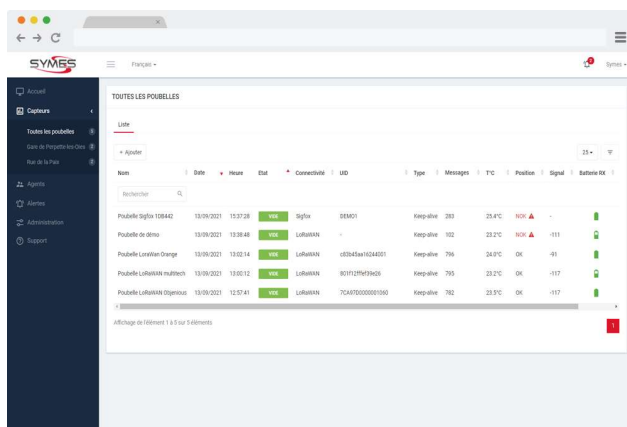 SYMES
Français
2
Symes
Accueil
Capteurs
Toutes les poubelles
Gare de Perpette-les-Oies
Rue de la Paix
Agents
Alertes
Administration
Support
TOUTES LES POUBELLES
Liste
+ Ajouter
25
Nom Date Heure Etat Connectivité UID Type Messages T°C Position Signal Batterie RX
Rechercher
Poubelle Sigfox 10B442 13/09/2021 15:37:28 VIDE Sigfox DEMO1 Keep-alive 283 25.4°C NOK -
Poubelle de démo 13/09/2021 13:38:48 VIDE LoRaWAN - Keep-alive 102 23.2°C NOK -111
Poubelle LoraWan Orange 13/09/2021 13:02:14 VIDE LoRaWAN c83b45aa16244001 Keep-alive 796 24.0°C OK -91
Poubelle LoRaWAN multitech 13/09/2021 13:00:12 VIDE LoRaWAN 801f12fffef39e26 Keep-alive 795 23.2°C OK -117
Poubelle LoRaWAN Objenious 13/09/2021 12:57:41 VIDE LoRaWAN 7CA97D0000001060 Keep-alive 782 23.5°C OK -117
Affichage de l'élément 1 à 5 sur 5 éléments
1